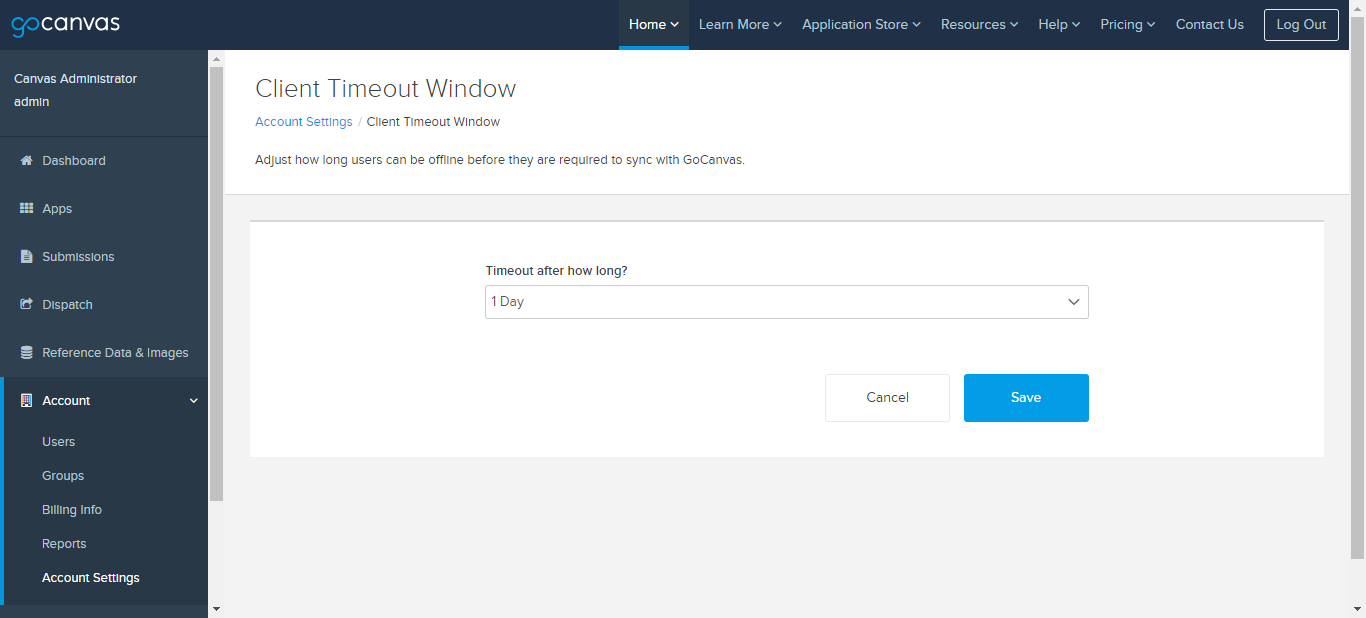 gocanvas
Home Learn More Application Store Resources Help Pricing Contact Us Log Out
Canvas Administrator
admin
Dashboard
Apps
Submissions
Dispatch
Reference Data & Images
Account
Users
Groups
Billing Info
Reports
Account Settings
Client Timeout Window
Account Settings / Client Timeout Window
Adjust how long users can be offline before they are required to sync with GoCanvas.
Timeout after how long?
1 Day
Cancel Save